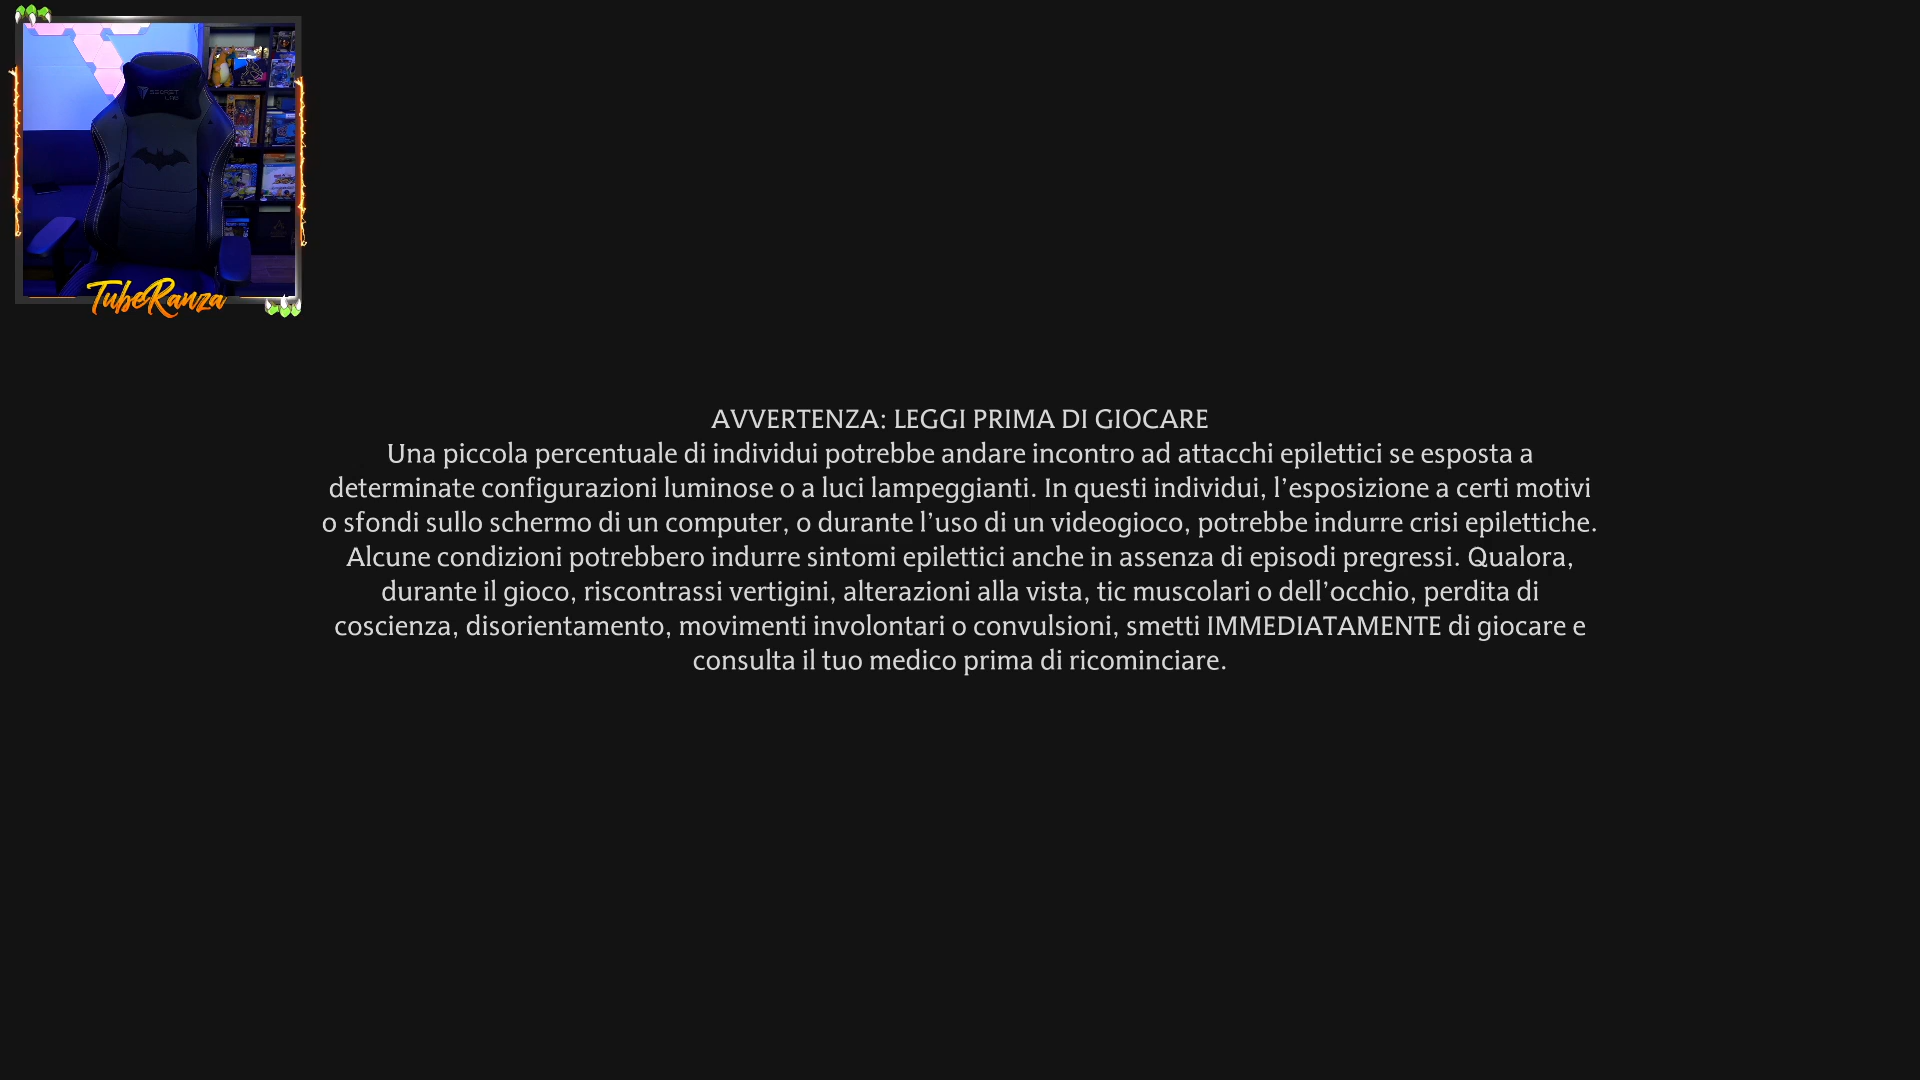 SECRET
LAB
TubeRanza
AVVERTENZA: LEGGI PRIMA DI GIOCARE
Una piccola percentuale di individui potrebbe andare incontro ad attacchi epilettici se esposta a
determinate configurazioni luminose o a luci lampeggianti. In questi individui, l'esposizione a certi motivi
o sfondi sullo schermo di un computer, o durante l'uso di un videogioco, potrebbe indurre crisi epilettiche.
Alcune condizioni potrebbero indurre sintomi epilettici anche in assenza di episodi pregressi. Qualora,
durante il gioco, riscontrassi vertigini, alterazioni alla vista, tic muscolari o dell'occhio, perdita di
coscienza, disorientamento, movimenti involontari o convulsioni, smetti IMMEDIATAMENTE di giocare e
consulta il tuo medico prima di ricominciare.